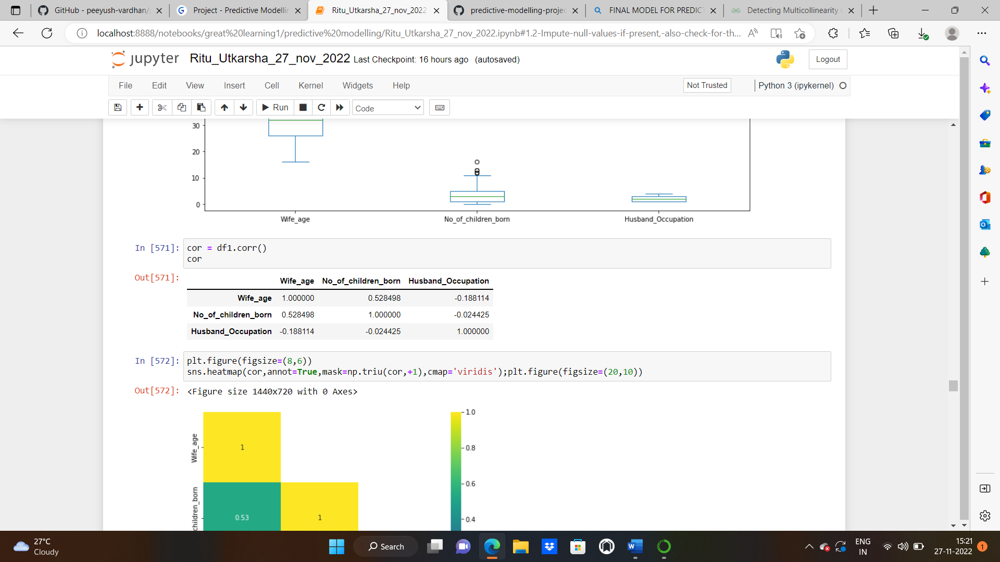 GitHub - peeyush-vardhan/
Project - Predictive Modellin
Ritu_Utkarsha_27_nov_2022
predictive-modelling-projec
FINAL MODEL FOR PREDICT
Detecting Multicollinearity
localhost:8888/notebooks/great%20learning1/predictive%20modelling/Ritu_Utkarsha_27_nov_2022.ipynb#1.2-Impute-null-values-if-present,-also-check-for-th...
jupyter Ritu_Utkarsha_27_nov_2022 Last Checkpoint: 16 hours ago (autosaved)
Logout
File Edit View Insert Cell Kernel Widgets Help
Not Trusted
Python 3 (ipykernel)
Run
Code
30
20
10
0
Wife_age No_of_children_born Husband_Occupation
In [571]: cor = df1.corr()
cor
Out[571]:
Wife_age No_of_children_born Husband_Occupation
Wife_age 1.000000 0.528498 -0.188114
No_of_children_born 0.528498 1.000000 -0.024425
Husband_Occupation -0.188114 -0.024425 1.000000
In [572]: plt.figure(figsize=(8,6))
sns.heatmap(cor,annot=True,mask=np.triu(cor,+1),cmap='viridis');plt.figure(figsize=(20,10))
Out[572]: <Figure size 1440x720 with 0 Axes>
Wife_age
1
1.0
0.8
0.6
0.4
children_born
0.53
1
27°C
Cloudy
Search
ENG
IN
15:21
27-11-2022
1